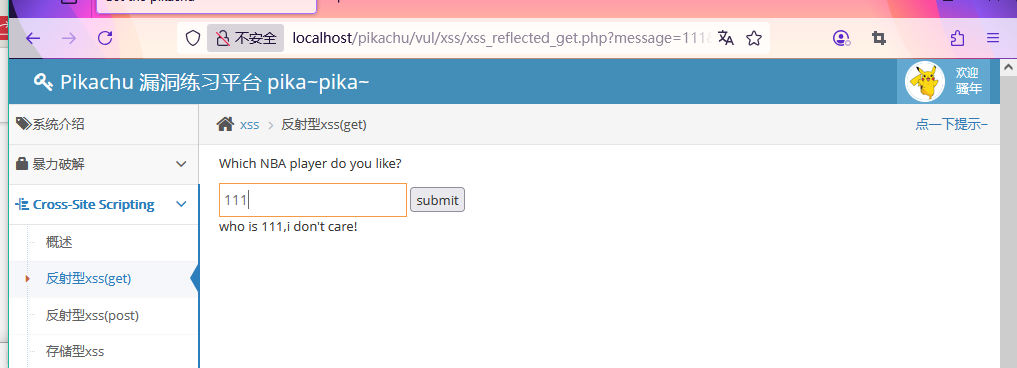 不安全 localhost/pikachu/vul/xss/xss_reflected_get.php?message=111
Pikachu 漏洞练习平台 pika~pika~
欢迎
骚年
系统介绍
xss 反射型xss(get) 点一下提示~
暴力破解
Which NBA player do you like?
Cross-Site Scripting
111 submit
who is 111,i don't care!
概述
反射型xss(get)
反射型xss(post)
存储型xss